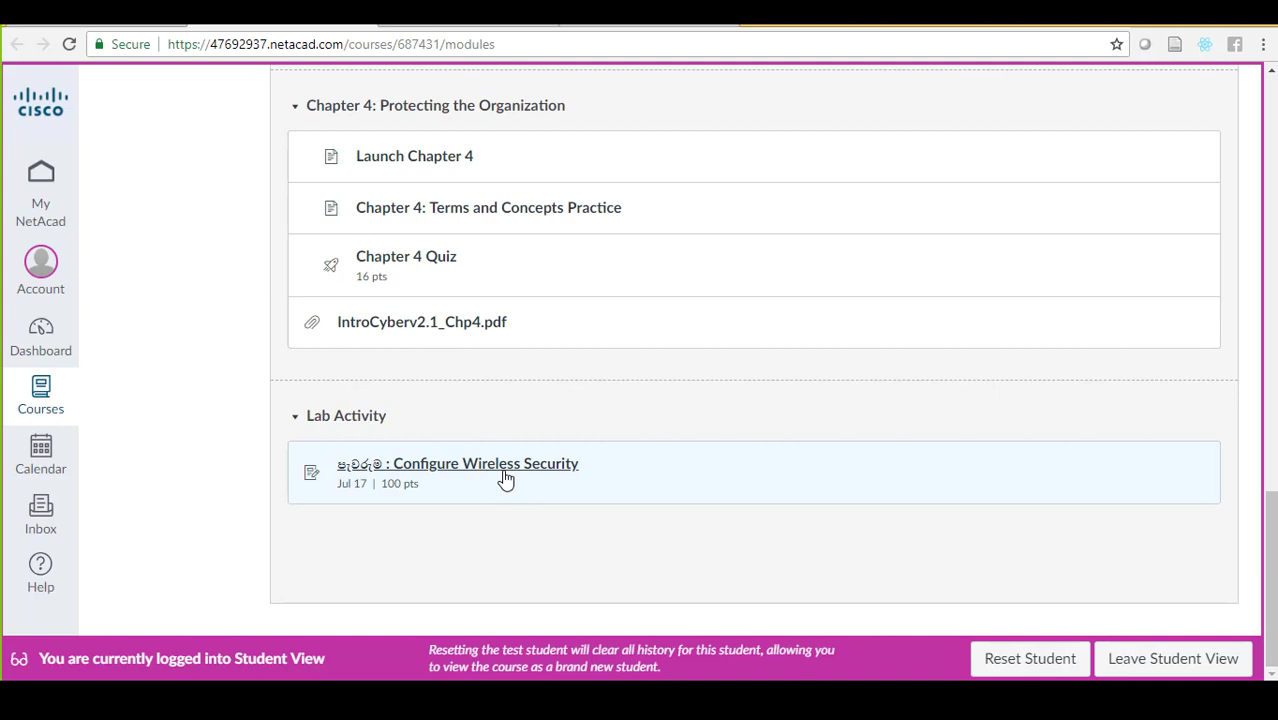 Secure
https://47692937.netacad.com/courses/687431/modules
CISCO
My
NetAcad
Account
Dashboard
Courses
Calendar
Inbox
Help
Chapter 4: Protecting the Organization
Launch Chapter 4
Chapter 4: Terms and Concepts Practice
Chapter 4 Quiz
16 pts
IntroCyberv2.1_Chp4.pdf
Lab Activity
පැවරුම : Configure Wireless Security
Jul 17 | 100 pts
You are currently logged into Student View
Resetting the test student will clear all history for this student, allowing you
to view the course as a brand new student.
Reset Student
Leave Student View